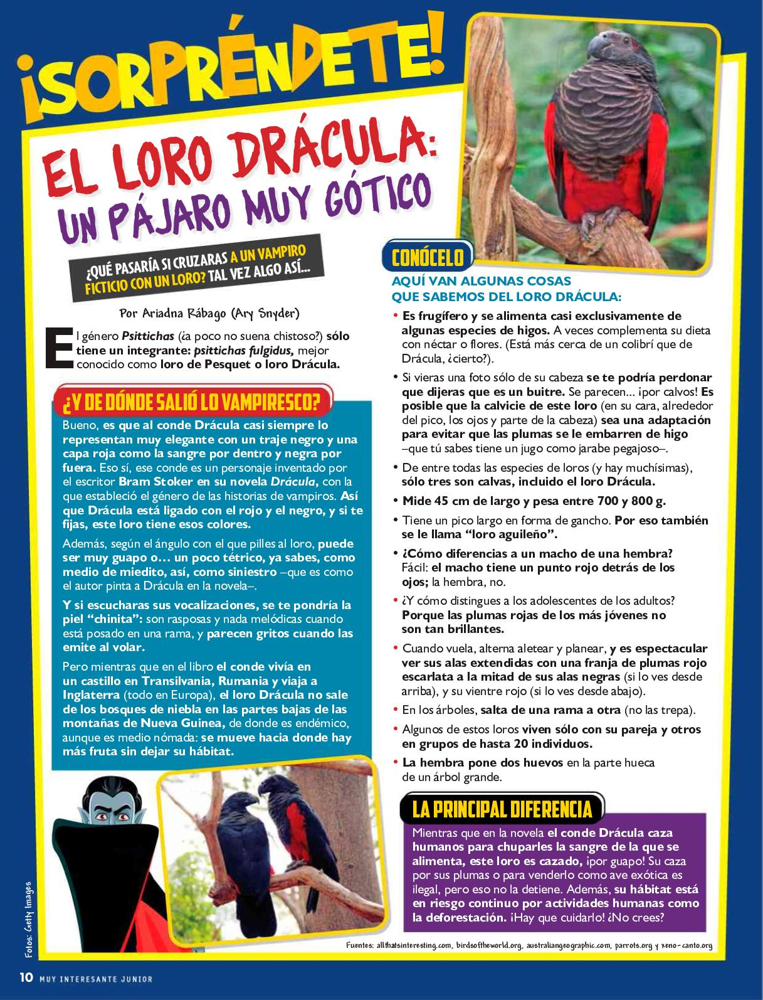 ¡SORPRÉNDETE!
EL LORO DRÁCULA:
UN PÁJARO MUY GÓTICO
¿QUÉ PASARÍA SI CRUZARAS A UN VAMPIRO
FICTICIO CON UN LORO? TAL VEZ ALGO ASÍ...
Por Ariadna Rábago (Ary Snyder)
El género Psittichas (¿a poco no suena chistoso?) sólo
tiene un integrante: psittichas fulgidus, mejor
conocido como loro de Pesquet o loro Drácula.
¿Y DE DÓNDE SALIÓ LO VAMPIRESCO?
Bueno, es que al conde Drácula casi siempre lo
representan muy elegante con un traje negro y una
capa roja como la sangre por dentro y negra por
fuera. Eso sí, ese conde es un personaje inventado por
el escritor Bram Stoker en su novela Drácula, con la
que estableció el género de las historias de vampiros. Así
que Drácula está ligado con el rojo y el negro, y si te
fijas, este loro tiene esos colores.
Además, según el ángulo con el que pilles al loro, puede
ser muy guapo o... un poco tétrico, ya sabes, como
medio de miedito, así, como siniestro –que es como
el autor pinta a Drácula en la novela–.
Y si escucharas sus vocalizaciones, se te pondría la
piel “chinita”: son rasposas y nada melódicas cuando
está posado en una rama, y parecen gritos cuando las
emite al volar.
Pero mientras que en el libro el conde vivía en
un castillo en Transilvania, Rumania y viaja a
Inglaterra (todo en Europa), el loro Drácula no sale
de los bosques de niebla en las partes bajas de las
montañas de Nueva Guinea, de donde es endémico,
aunque es medio nómada: se mueve hacia donde hay
más fruta sin dejar su hábitat.
CONÓCELO
AQUÍ VAN ALGUNAS COSAS
QUE SABEMOS DEL LORO DRÁCULA:
• Es frugífero y se alimenta casi exclusivamente de
algunas especies de higos. A veces complementa su dieta
con néctar o flores. (Está más cerca de un colibrí que de
Drácula, ¿cierto?).
• Si vieras una foto sólo de su cabeza se te podría perdonar
que dijeras que es un buitre. Se parecen... ¡por calvos! Es
posible que la calvicie de este loro (en su cara, alrededor
del pico, los ojos y parte de la cabeza) sea una adaptación
para evitar que las plumas se le embarren de higo
–que tú sabes tiene un jugo como jarabe pegajoso–.
• De entre todas las especies de loros (y hay muchísimas),
sólo tres son calvas, incluido el loro Drácula.
• Mide 45 cm de largo y pesa entre 700 y 800 g.
• Tiene un pico largo en forma de gancho. Por eso también
se le llama “loro aguileño”.
• ¿Cómo diferencias a un macho de una hembra?
Fácil: el macho tiene un punto rojo detrás de los
ojos; la hembra, no.
• ¿Y cómo distingues a los adolescentes de los adultos?
Porque las plumas rojas de los más jóvenes no
son tan brillantes.
• Cuando vuela, alterna aletear y planear, y es espectacular
ver sus alas extendidas con una franja de plumas rojo
escarlata a la mitad de sus alas negras (si lo ves desde
arriba), y su vientre rojo (si lo ves desde abajo).
• En los árboles, salta de una rama a otra (no las trepa).
• Algunos de estos loros viven sólo con su pareja y otros
en grupos de hasta 20 individuos.
• La hembra pone dos huevos en la parte hueca
de un árbol grande.
LA PRINCIPAL DIFERENCIA
Mientras que en la novela el conde Drácula caza
humanos para chuparles la sangre de la que se
alimenta, este loro es cazado, ¡por guapo! Su caza
por sus plumas o para venderlo como ave exótica es
ilegal, pero eso no la detiene. Además, su hábitat está
en riesgo continuo por actividades humanas como
la deforestación. ¡Hay que cuidarlo! ¿No crees?
Fuentes: allthatsinteresting.com, birdsoftheworld.org, australiangeographic.com, parrots.org y xeno-canto.org
Fotos: Getty Images
10 MUY INTERESANTE JUNIOR